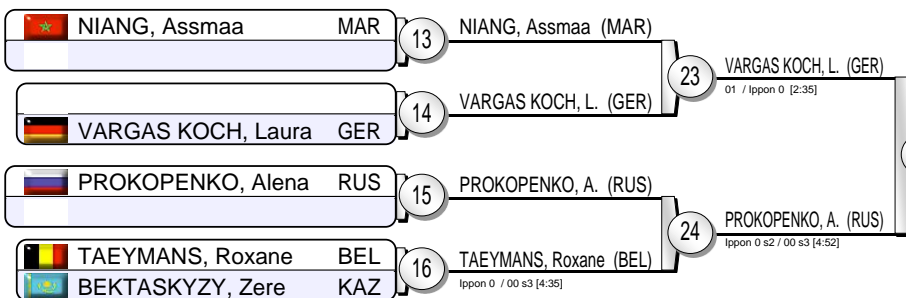 NIANG, Assmaa MAR
13
NIANG, Assmaa (MAR)
23
VARGAS KOCH, L. (GER)
01 / Ippon 0 [2:35]
14
VARGAS KOCH, L. (GER)
VARGAS KOCH, Laura GER
PROKOPENKO, Alena RUS
15
PROKOPENKO, A. (RUS)
24
PROKOPENKO, A. (RUS)
Ippon 0 s2 / 00 s3 [4:52]
TAEYMANS, Roxane BEL
16
TAEYMANS, Roxane (BEL)
Ippon 0 / 00 s3 [4:35]
BEKTASKYZY, Zere KAZ